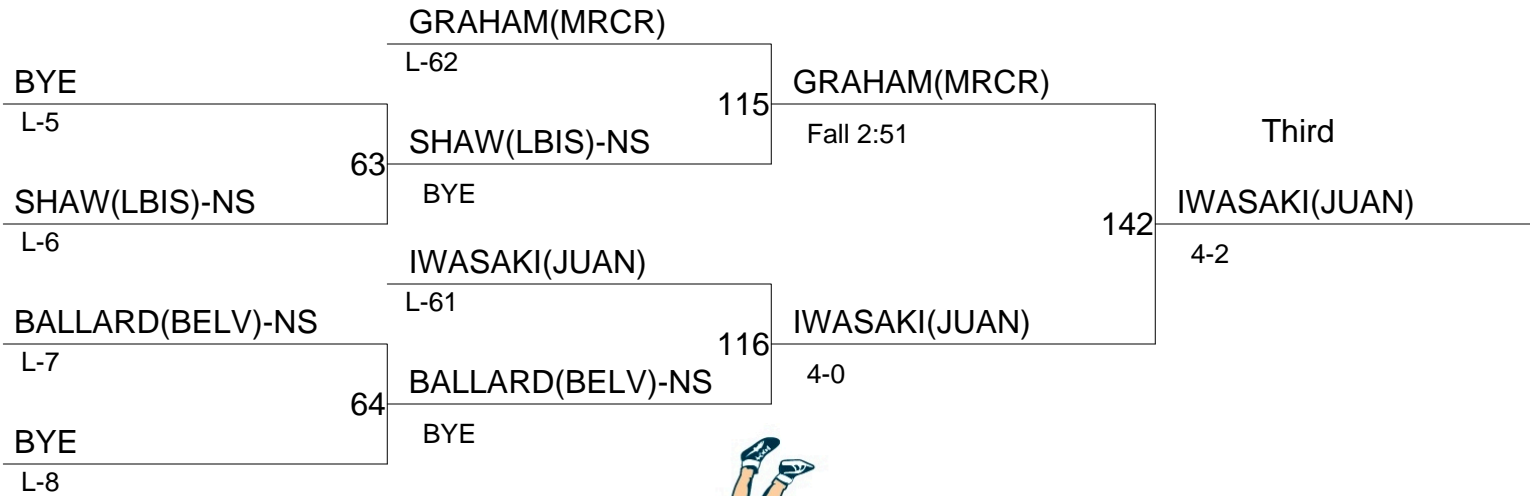 GRAHAM(MRCR)
L-62
BYE
L-5
115
GRAHAM(MRCR)
Fall 2:51
Third
SHAW(LBIS)-NS
63
BYE
SHAW(LBIS)-NS
L-6
142
IWASAKI(JUAN)
4-2
IWASAKI(JUAN)
L-61
BALLARD(BELV)-NS
L-7
116
IWASAKI(JUAN)
4-0
BALLARD(BELV)-NS
64
BYE
BYE
L-8